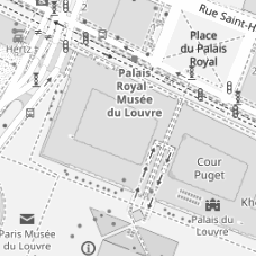 Rue Saint-H
Place
du Palais
Royal
Hertz
Palais
Royal -
Musée
du Louvre
Cour
Puget
Kh
Palais du
Louvre
Paris Musée
du Louvre